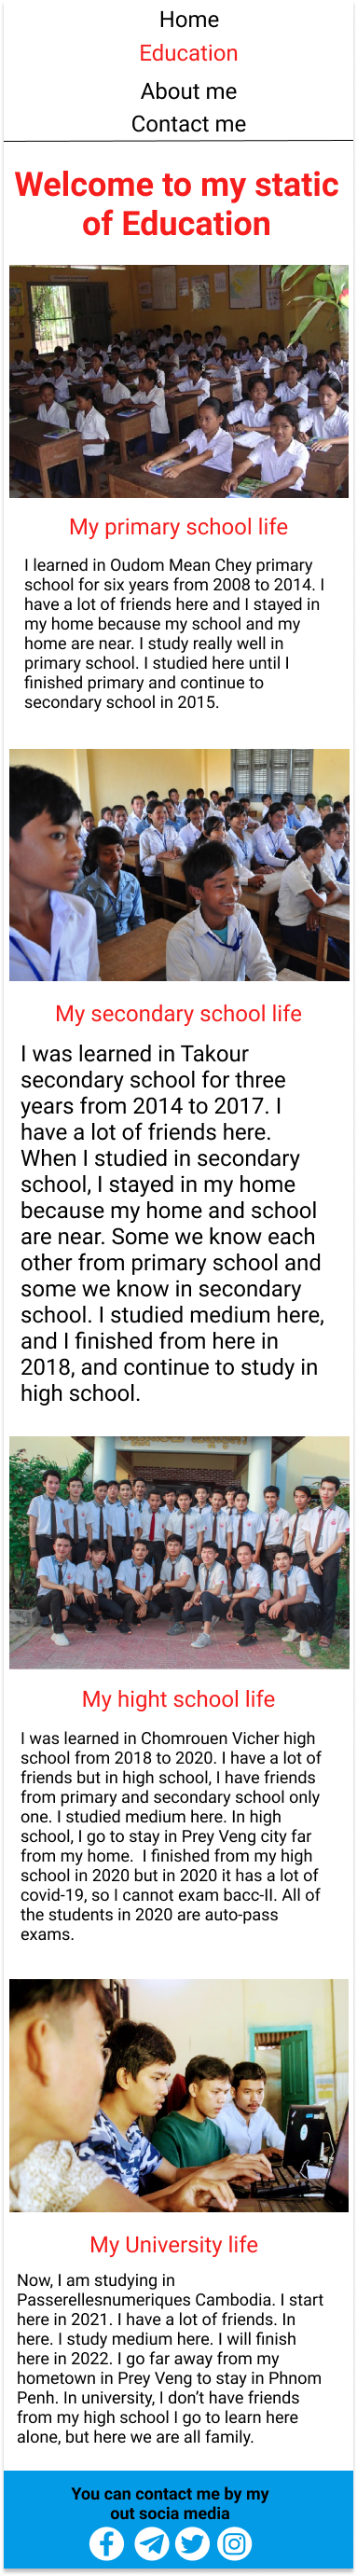 Home
Education
About me
Contact me
Welcome to my static
of Education
My primary school life
I learned in Oudom Mean Chey primary
school for six years from 2008 to 2014. I
have a lot of friends here and I stayed in
my home because my school and my
home are near. I study really well in
primary school. I studied here until I
finished primary and continue to
secondary school in 2015.
My secondary school life
I was learned in Takour
secondary school for three
years from 2014 to 2017. I
have a lot of friends here.
When I studied in secondary
school, I stayed in my home
because my home and school
are near. Some we know each
other from primary school and
some we know in secondary
school. I studied medium here,
and I finished from here in
2018, and continue to study in
high school.
My hight school life
I was learned in Chomrouen Vicher high
school from 2018 to 2020. I have a lot of
friends but in high school, I have friends
from primary and secondary school only
one. I studied medium here. In high
school, I go to stay in Prey Veng city far
from my home.  I finished from my high
school in 2020 but in 2020 it has a lot of
covid-19, so I cannot exam bacc-II. All of
the students in 2020 are auto-pass
exams.
My University life
Now, I am studying in
Passerellesnumeriques Cambodia. I start
here in 2021. I have a lot of friends. In
here. I study medium here. I will finish
here in 2022. I go far away from my
hometown in Prey Veng to stay in Phnom
Penh. In university, I don't have friends
from my high school I go to learn here
alone, but here we are all family.
You can contact me by my
out socia media